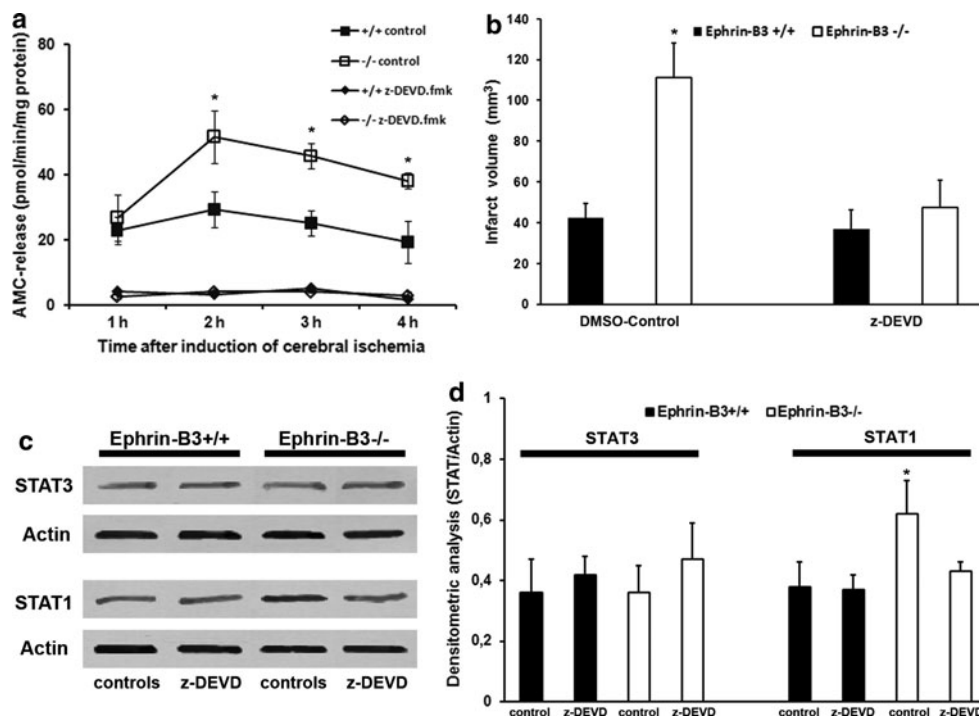 a
AMC-release (pmol/min/mg protein)
80
60
40
20
0
+/+ control
-/- control
+/+ z-DEVD.fmk
-/- z-DEVD.fmk
*
*
*
1 h 2 h 3 h 4 h
Time after induction of cerebral ischemia
b
Infarct volume (mm³)
140
120
100
80
60
40
20
0
Ephrin-B3 +/+ Ephrin-B3 -/-
*
DMSO-Control z-DEVD
c
Ephrin-B3+/+ Ephrin-B3-/-
STAT3
Actin
STAT1
Actin
controls z-DEVD controls z-DEVD
d
Densitometric analysis (STAT/Actin)
1
0,8
0,6
0,4
0,2
0
Ephrin-B3+/+ Ephrin-B3-/-
STAT3 STAT1
*
control z-DEVD control z-DEVD control z-DEVD control z-DEVD